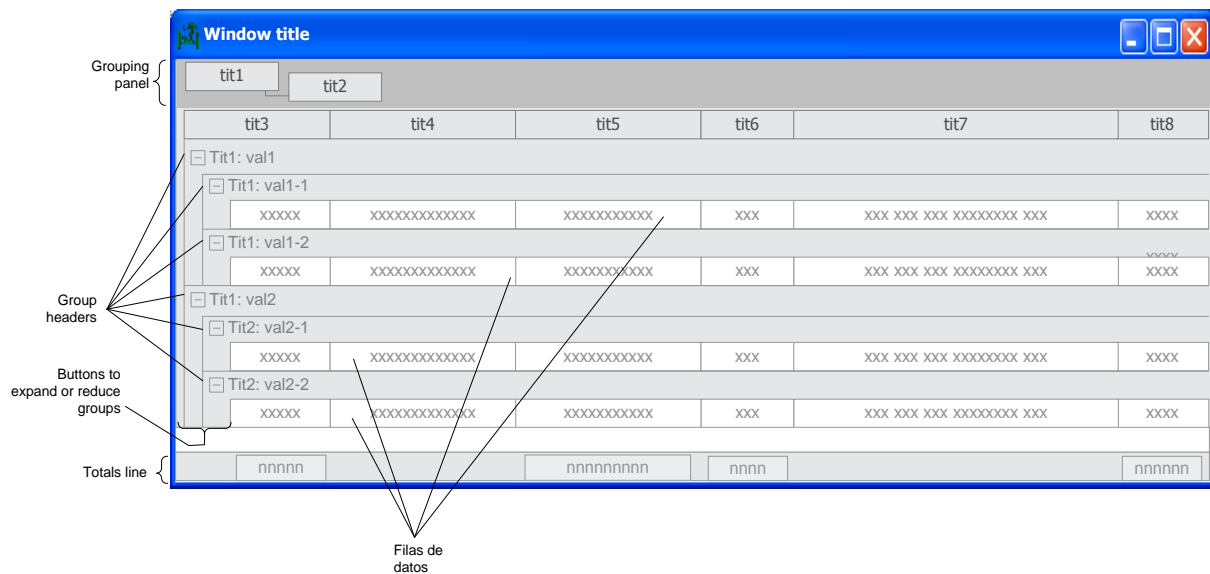 Window title
Grouping
panel
tit1
tit2
tit3 tit4 tit5 tit6 tit7 tit8
Tit1: val1
Tit1: val1-1
xxxxx xxxxxxxxxxxxx xxxxxxxxxxx xxx xxx xxx xxx xxxxxxxx xxx xxxx
Tit1: val1-2
xxxx
xxxxx xxxxxxxxxxxxx xxxxxxxxxxx xxx xxx xxx xxx xxxxxxxx xxx xxxx
Group
headers
Tit1: val2
Tit2: val2-1
xxxxx xxxxxxxxxxxxx xxxxxxxxxxx xxx xxx xxx xxx xxxxxxxx xxx xxxx
Buttons to
expand or reduce
groups
Tit2: val2-2
xxxxx xxxxxxxxxxxxx xxxxxxxxxxx xxx xxx xxx xxx xxxxxxxx xxx xxxx
Totals line
nnnnn nnnnnnnnn nnnn nnnnnn
Filas de
datos